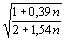 √((1+0,39 n)/(2+1,54 n))